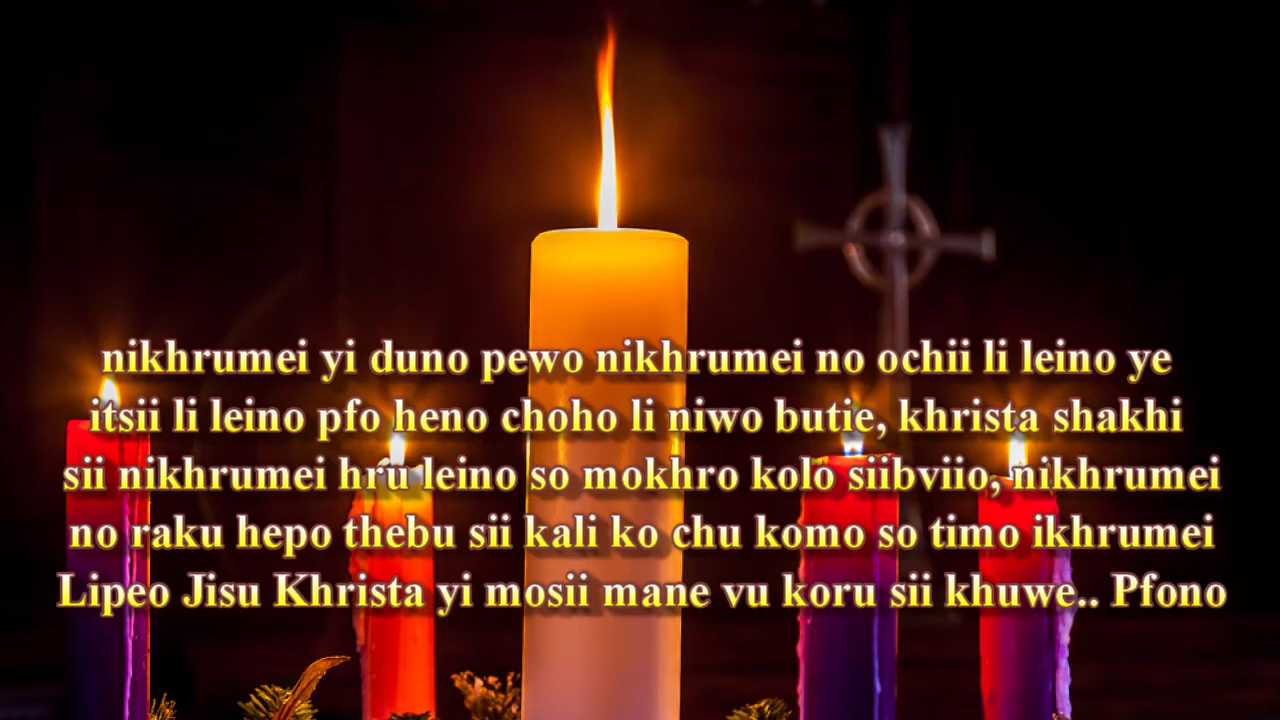 nikhrumei yi duno pewo nikhrumei no ochii li leino ye
itsii li leino pfo heno choho li niwo butie, khrista shakhi
sii nikhrumei hru leino so mokhro kolo siibviio, nikhrumei
no raku hepo thebu sii kali ko chu komo so timo ikhrumei
Lipeo Jisu Khrista yi mosii mane vu koru sii khuwe.. Pfono